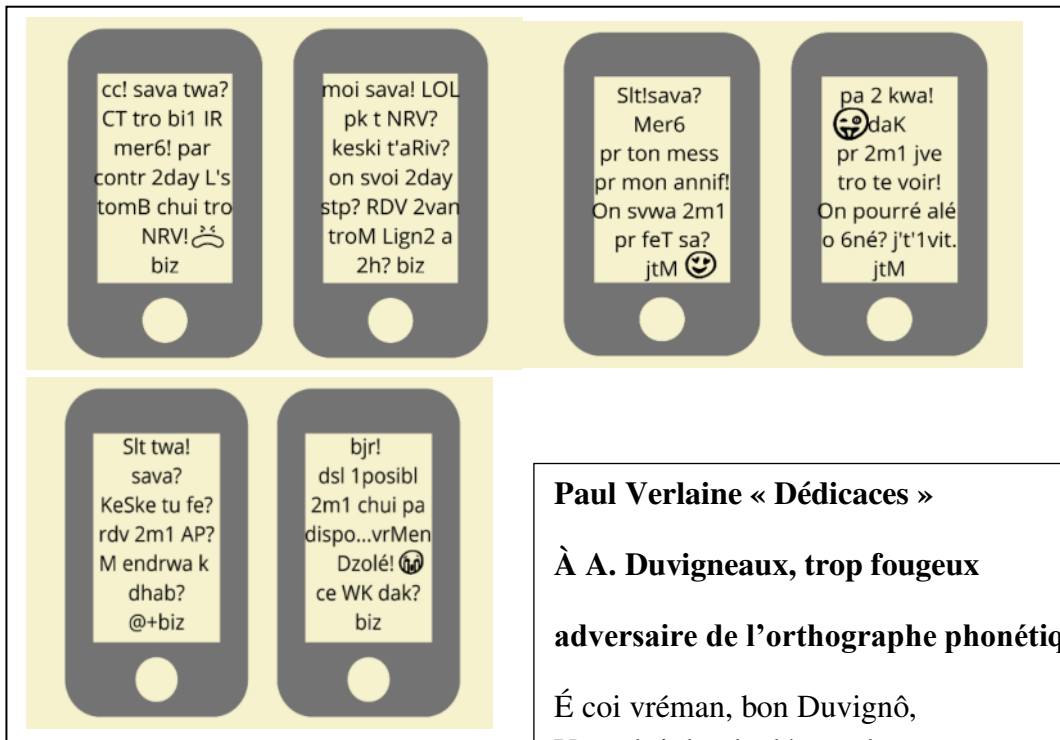 cc! sava twa?
CT tro bi1 IR
mer6! par
contr 2day L's
tomB chui tro
NRV!
biz
moi sava! LOL
pk t NRV?
keski t'aRiv?
on svoi 2day
stp? RDV 2van
troM Lign2 a
2h? biz
Slt!sava?
Mer6
pr ton mess
pr mon annif!
On svwa 2m1
pr feT sa?
jtM
pa 2 kwa!
daK
pr 2m1 jve
tro te voir!
On pourré alé
o 6né? j't'1vit.
jtM
Slt twa!
sava?
KeSke tu fe?
rdv 2m1 AP?
M endrwa k
dhab?
@+biz
bjr!
dsl 1posibl
2m1 chui pa
dispo...vrMen
Dzolé!
ce WK dak?
biz
Paul Verlaine « Dédicaces »
À A. Duvigneaux, trop fougeux
adversaire de l’orthographe phonétiq
É coi vréman, bon Duvignô,